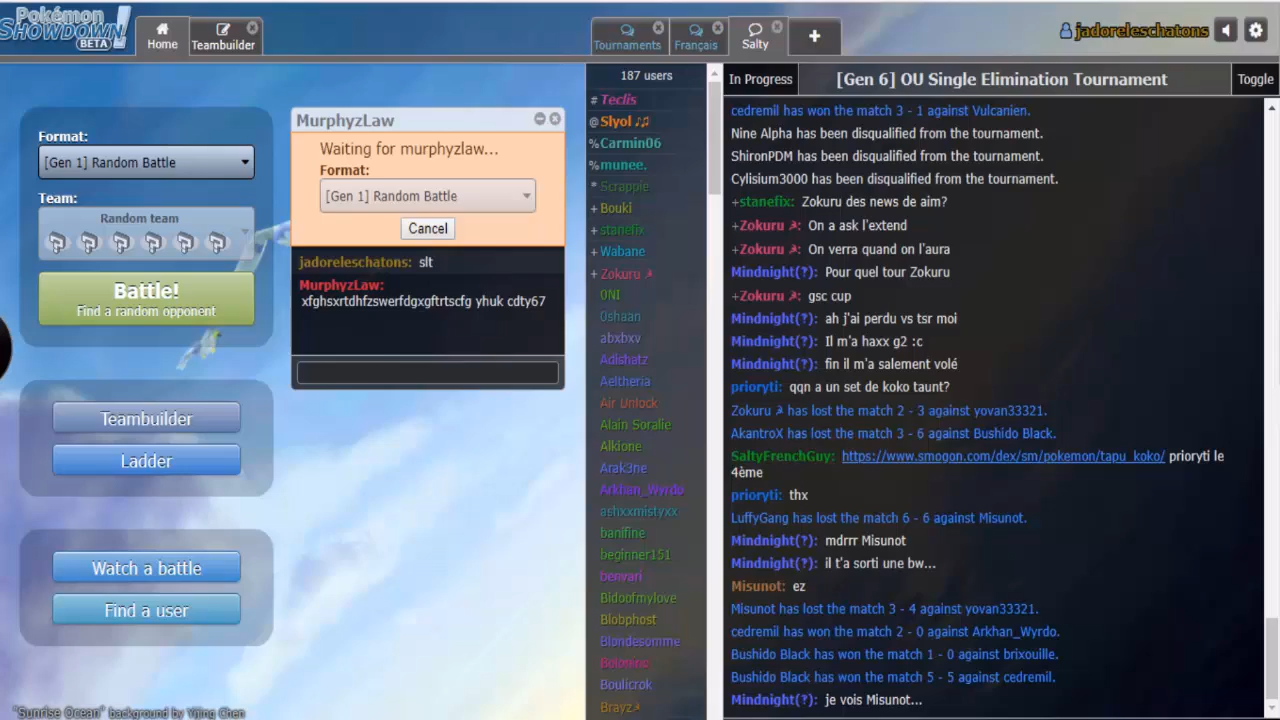 Pokémon
SHOWDOWN!
BETA
Home
Teambuilder
Tournaments
Français
Salty
+
jadoreleschatons
Format:
[Gen 1] Random Battle
Team:
Random team
Battle!
Find a random opponent
Teambuilder
Ladder
Watch a battle
Find a user
"Sunrise Ocean" background by Yijing Chen
MurphyzLaw
Waiting for murphyzlaw...
Format:
[Gen 1] Random Battle
Cancel
jadoreleschatons: slt
MurphyzLaw:
xfghsxrtdhfzswerfdgxgftrtscfg yhuk cdty67
187 users
# Teclis
@Slyol ♪♫
%Carmin06
%munee.
* Scrappie
+ Bouki
+ stanefix
+ Wabane
+ Zokuru ☭
0NI
0shaan
abxbxv
Adishatz
Aeltheria
Air Unlock
Alain Soralie
Alkione
Arak3ne
Arkhan_Wyrdo
ashxxmistyxx
banifine
beginner151
benvari
Bidoofmylove
Blobphost
Blondesomme
Boloreno
Boulicrok
Brayz☭
In Progress
[Gen 6] OU Single Elimination Tournament
Toggle
cedremil has won the match 3 - 1 against Vulcanien.
Nine Alpha has been disqualified from the tournament.
ShironPDM has been disqualified from the tournament.
Cylisium3000 has been disqualified from the tournament.
+stanefix: Zokuru des news de aim?
+Zokuru ☭: On a ask l'extend
+Zokuru ☭: On verra quand on l'aura
Mindnight(?): Pour quel tour Zokuru
+Zokuru ☭: gsc cup
Mindnight(?): ah j'ai perdu vs tsr moi
Mindnight(?): Il m'a haxx g2 :c
Mindnight(?): fin il m'a salement volé
prioryti: qqn a un set de koko taunt?
Zokuru ☭ has lost the match 2 - 3 against yovan33321.
AkantroX has lost the match 3 - 6 against Bushido Black.
SaltyFrenchGuy: https://www.smogon.com/dex/sm/pokemon/tapu_koko/ prioryti le
4ème
prioryti: thx
LuffyGang has lost the match 6 - 6 against Misunot.
Mindnight(?): mdrrr Misunot
Mindnight(?): il t'a sorti une bw...
Misunot: ez
Misunot has lost the match 3 - 4 against yovan33321.
cedremil has won the match 2 - 0 against Arkhan_Wyrdo.
Bushido Black has won the match 1 - 0 against brixouille.
Bushido Black has won the match 5 - 5 against cedremil.
Mindnight(?): je vois Misunot...